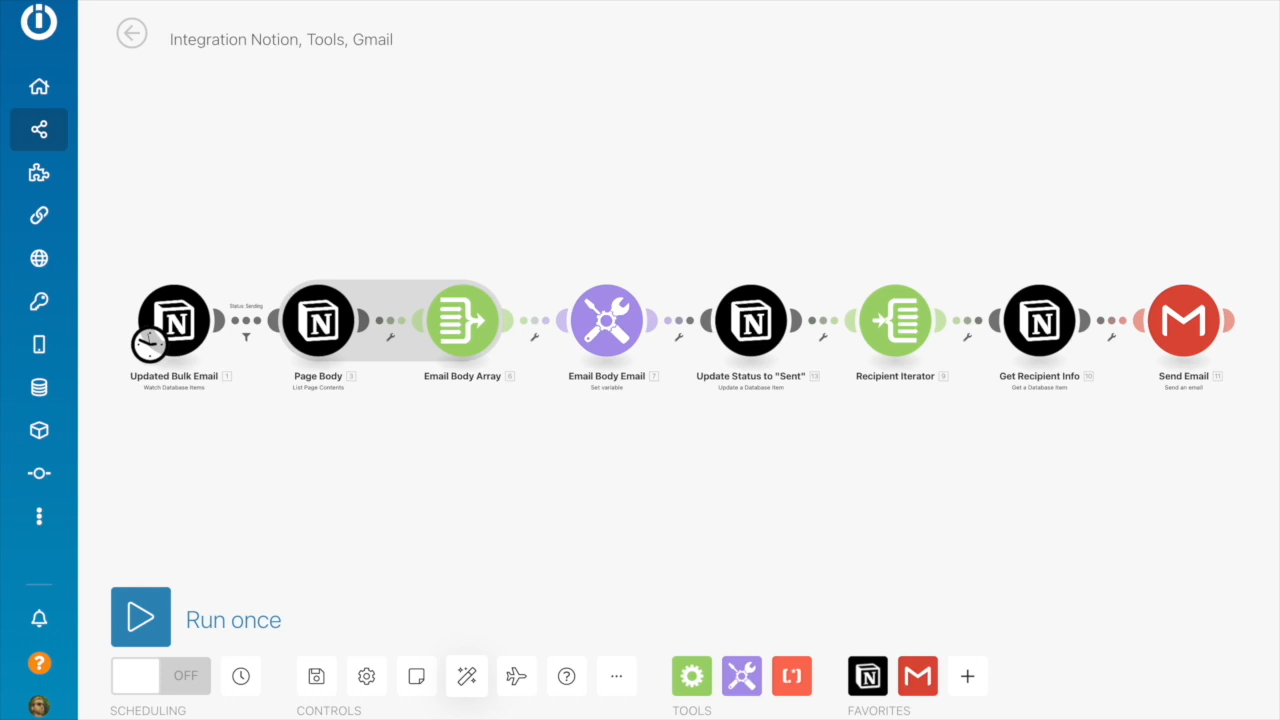 Integration Notion, Tools, Gmail
Status Sending
Updated Bulk Email 1
Watch Database Items
Page Body 3
List Page Contents
Email Body Array 6
Email Body Email 7
Set variable
Update Status to "Sent" 13
Update a Database Item
Recipient Iterator 9
Get Recipient Info 10
Get a Database Item
Send Email 11
Send an email
Run once
OFF
SCHEDULING
CONTROLS
TOOLS
FAVORITES